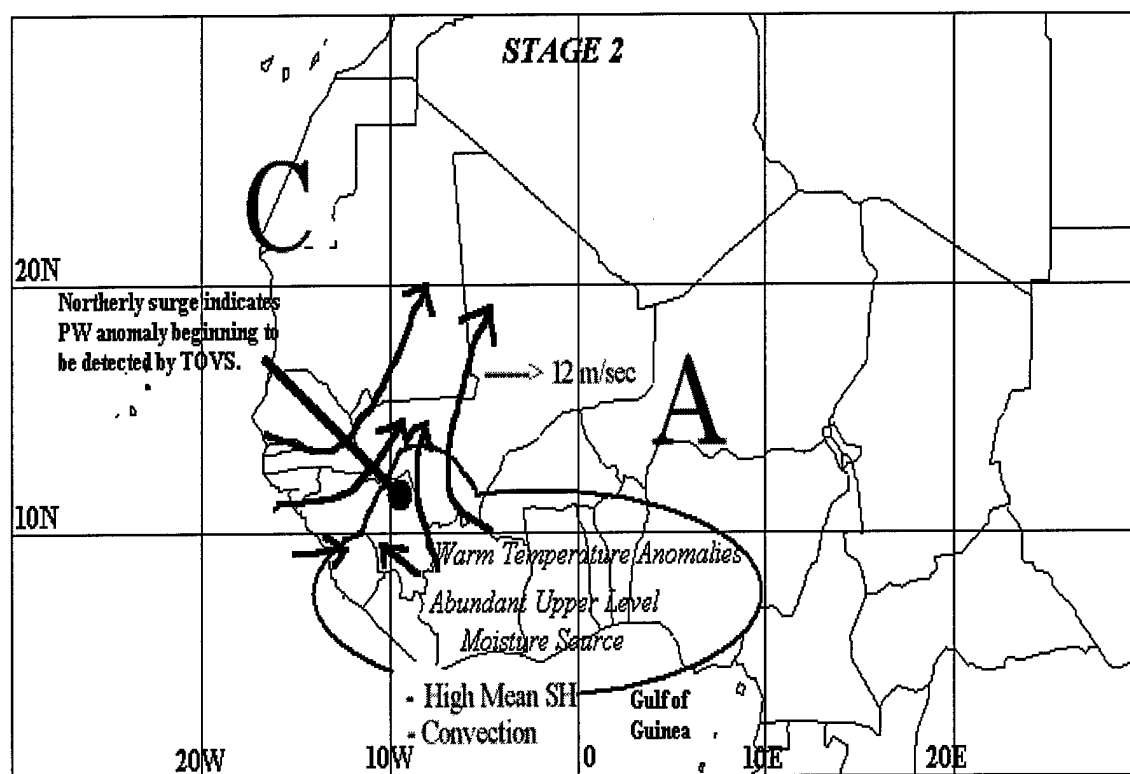 STAGE 2
C
20N
Northerly surge indicates
PW anomaly beginning to
be detected by TOVS.
> 12 m/sec
A
10N
Warm Temperature Anomalies
Abundant Upper Level
Moisture Source
- High Mean SH
- Convection
Gulf of
Guinea
20W
10W
0
10E
20E